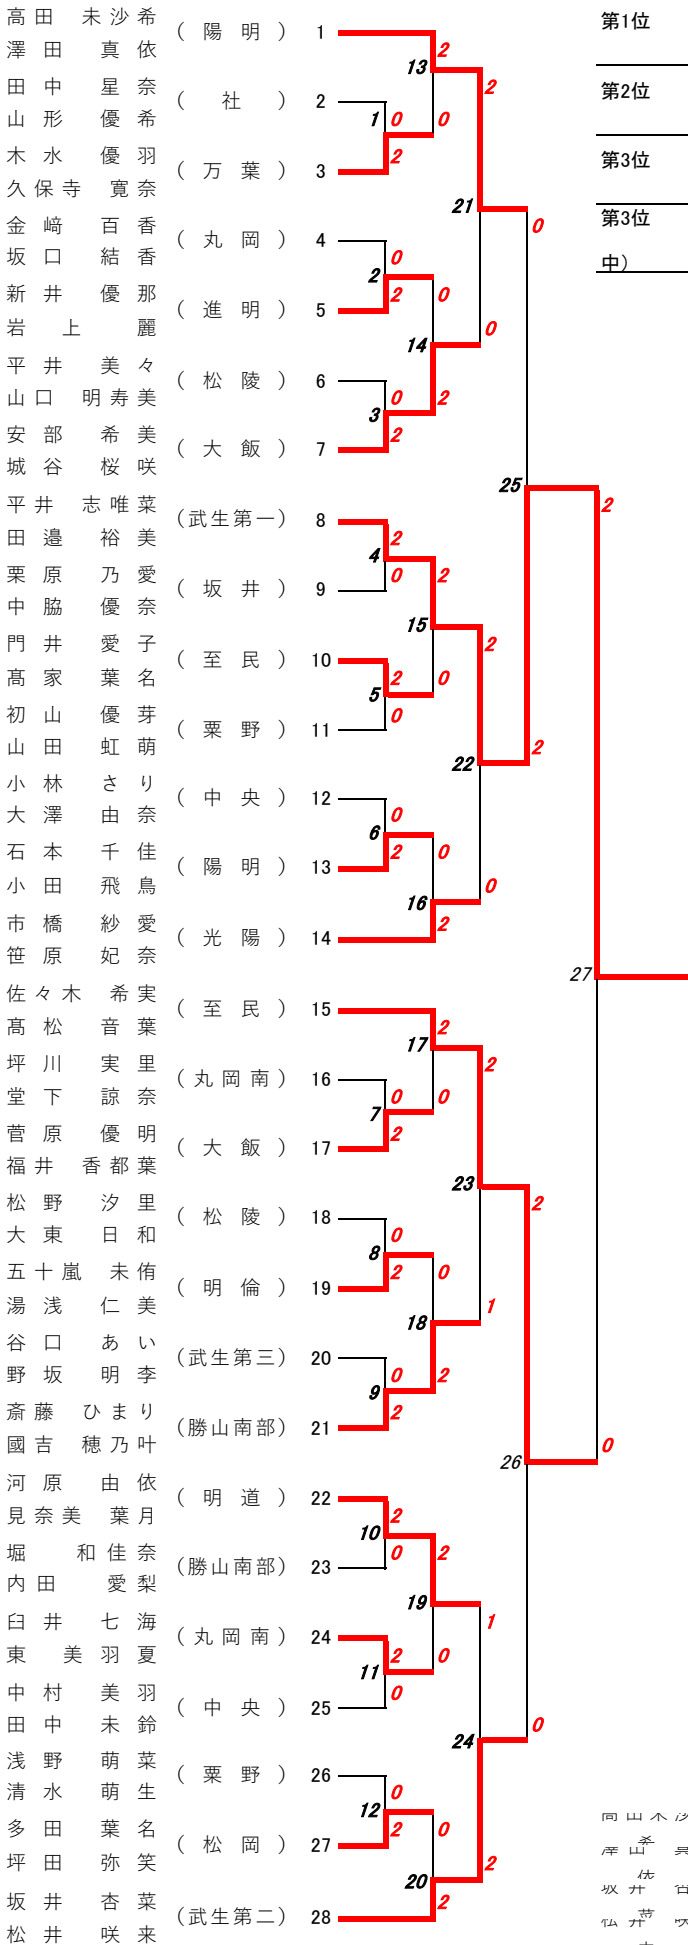 高田 未沙希
澤田 真依
(陽明) 1
田中 星奈
山形 優希
(社) 2
木水 優羽
久保寺 寛奈
(万葉) 3
金﨑 百香
坂口 結香
(丸岡) 4
新井 優那
岩上 麗
(進明) 5
平井 美々
山口 明寿美
(松陵) 6
安部 希美
城谷 桜咲
(大飯) 7
平井 志唯菜
田邉 裕美
(武生第一) 8
栗原 乃愛
中脇 優奈
(坂井) 9
門井 愛子
髙家 葉名
(至民) 10
初山 優芽
山田 虹萌
(粟野) 11
小林 さり
大澤 由奈
(中央) 12
石本 千佳
小田 飛鳥
(陽明) 13
市橋 紗愛
笹原 妃奈
(光陽) 14
佐々木 希実
髙松 音葉
(至民) 15
坪川 実里
堂下 諒奈
(丸岡南) 16
菅原 優明
福井 香都葉
(大飯) 17
松野 汐里
大東 日和
(松陵) 18
五十嵐 未侑
湯浅 仁美
(明倫) 19
谷口 あい
野坂 明李
(武生第三) 20
斎藤 ひまり
國吉 穂乃叶
(勝山南部) 21
河原 由依
見奈美 葉月
(明道) 22
堀 和佳奈
内田 愛梨
(勝山南部) 23
臼井 七海
東 美羽夏
(丸岡南) 24
中村 美羽
田中 未鈴
(中央) 25
浅野 萌菜
清水 萌生
(粟野) 26
多田 葉名
坪田 弥笑
(松岡) 27
坂井 杏菜
松井 咲来
(武生第二) 28
1 0 2
2 0 2
3 0 2
4 2 0
5 2 0
6 0 2
7 0 2
8 0 2
9 0 2
10 2 0
11 2 0
12 0 2
13 2 0
14 0 2
15 2 0
16 0 2
17 2 0
18 0 2
19 2 0
20 0 2
21 2 0
22 2 0
23 2 1
24 1 2
25 0 2
26 2 0
27 2 0
第1位
第2位
第3位
第3位
中)